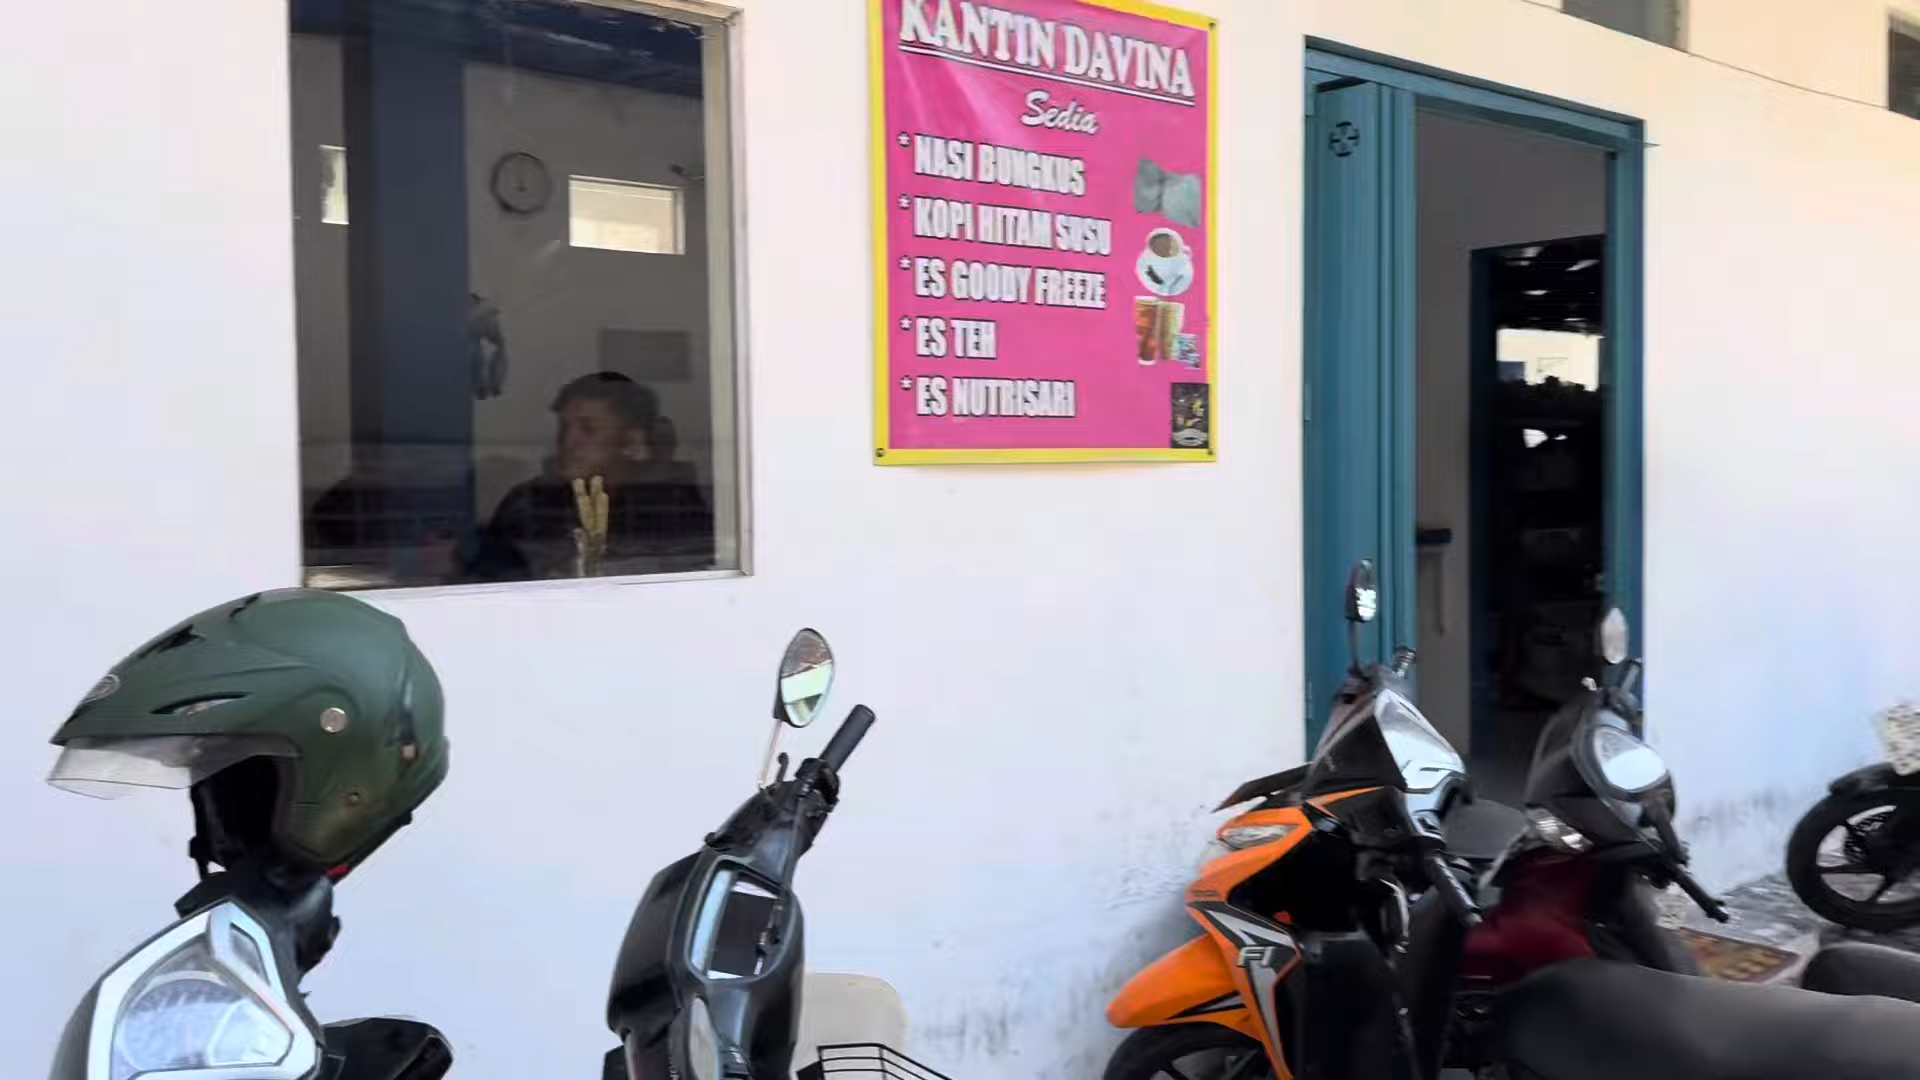 KANTIN DAVINA
Sedia
* NASI BUNGKUS
* KOPI HITAM SUSU
* ES GOODY FREEZE
* ES TEH
* ES NUTRISARI
FI